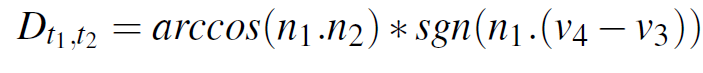 D_{t_1,t_2} = arccos(n_1.n_2) * sgn(n_1.(v_4 − v_3))